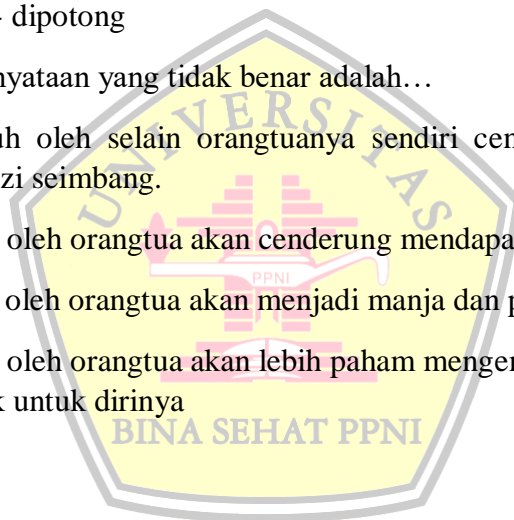 - dipotong
nyataan yang tidak benar adalah…
uh oleh selain orangtuanya sendiri cen
zi seimbang.
oleh orangtua akan cenderung mendapa
oleh orangtua akan menjadi manja dan p
oleh orangtua akan lebih paham menger
k untuk dirinya
UNIVERSITAS
PPNI
BINA SEHAT PPNI